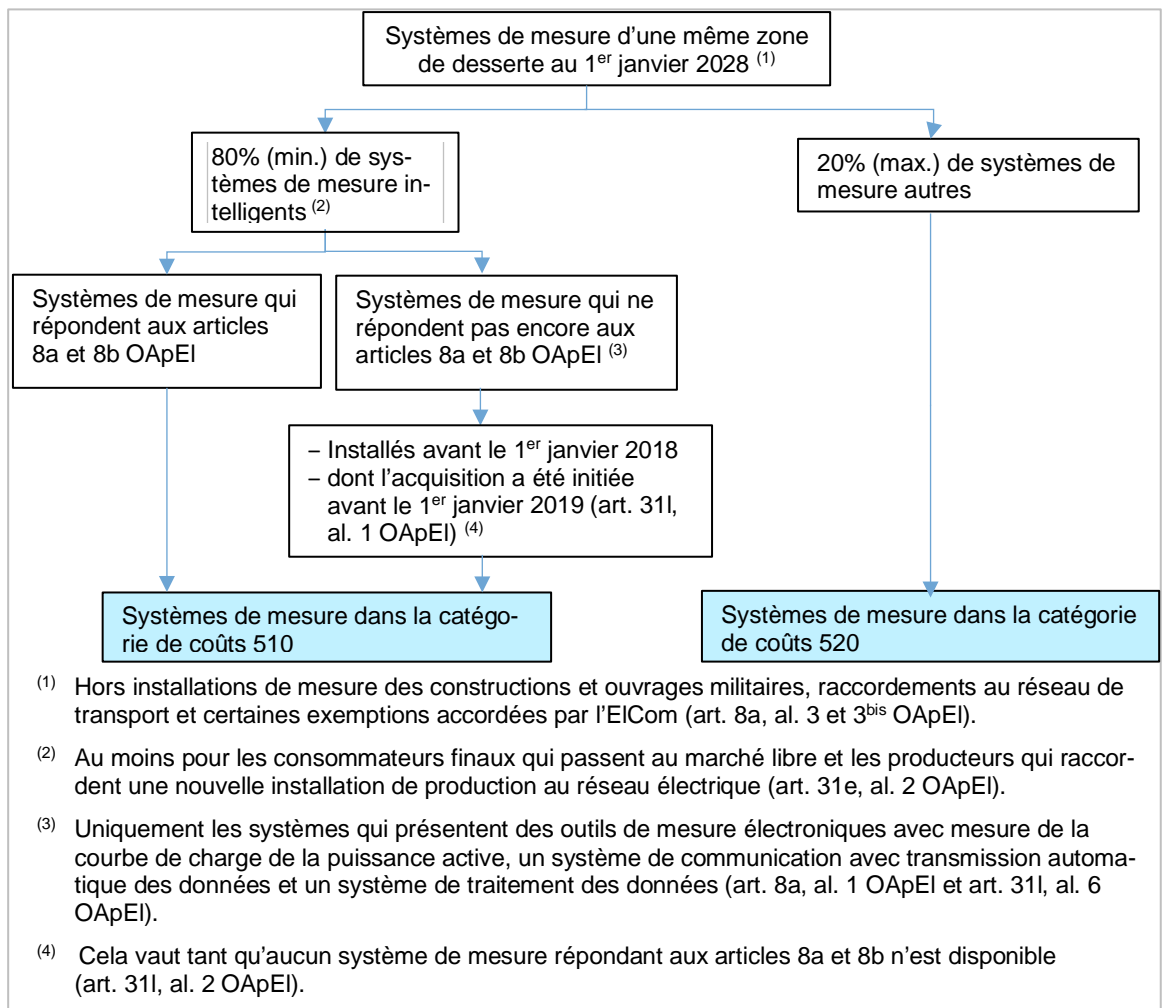 Systèmes de mesure d'une même zone
de desserte au 1er janvier 2028 (1)
80% (min.) de sys-
tèmes de mesure in-
telligents (2)
20% (max.) de systèmes de
mesure autres
Systèmes de mesure qui
répondent aux articles
8a et 8b OApEl
Systèmes de mesure qui ne
répondent pas encore aux
articles 8a et 8b OApEl (3)
– Installés avant le 1er janvier 2018
– dont l'acquisition a été initiée
avant le 1er janvier 2019 (art. 31l,
al. 1 OApEl) (4)
Systèmes de mesure dans la catégo-
rie de coûts 510
Systèmes de mesure dans la catégorie
de coûts 520
(1) Hors installations de mesure des constructions et ouvrages militaires, raccordements au réseau de
transport et certaines exemptions accordées par l'ElCom (art. 8a, al. 3 et 3bis OApEl).
(2) Au moins pour les consommateurs finaux qui passent au marché libre et les producteurs qui raccor-
dent une nouvelle installation de production au réseau électrique (art. 31e, al. 2 OApEl).
(3) Uniquement les systèmes qui présentent des outils de mesure électroniques avec mesure de la
courbe de charge de la puissance active, un système de communication avec transmission automa-
tique des données et un système de traitement des données (art. 8a, al. 1 OApEl et art. 31l, al. 6
OApEl).
(4) Cela vaut tant qu'aucun système de mesure répondant aux articles 8a et 8b n'est disponible
(art. 31l, al. 2 OApEl).